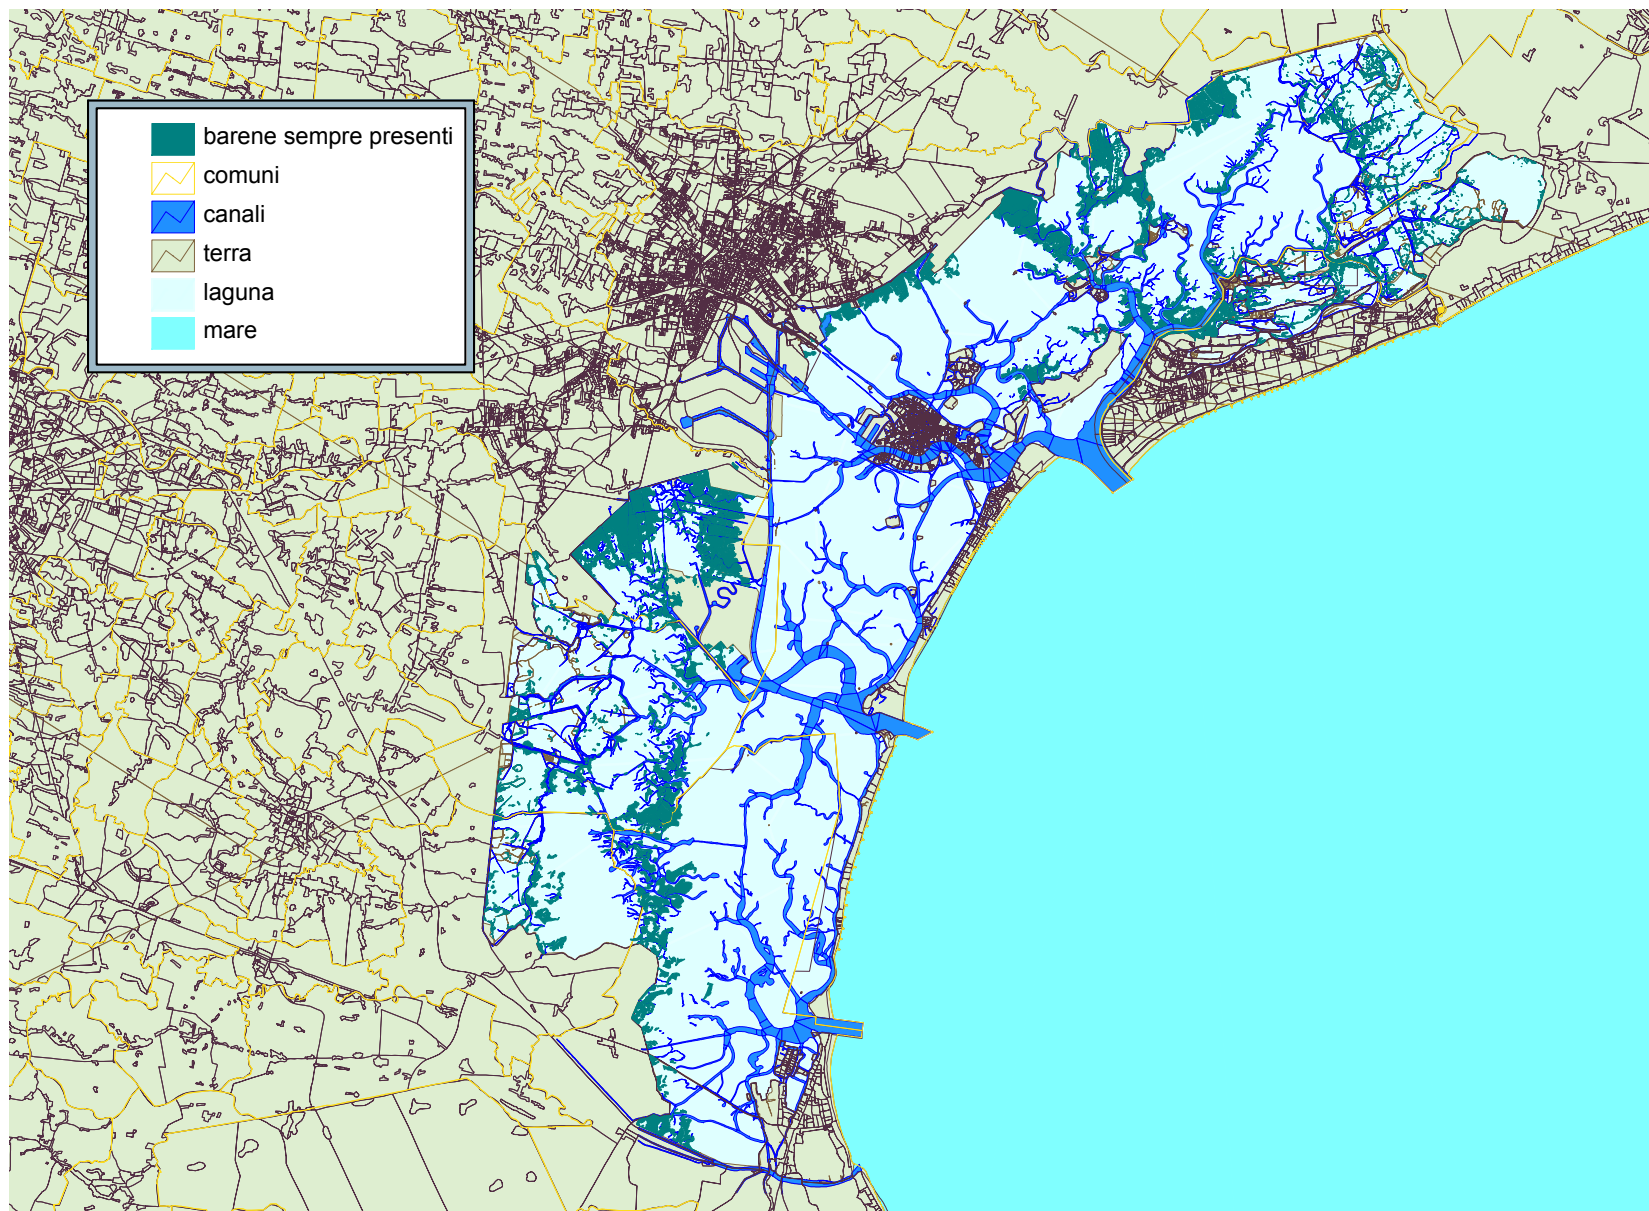 barene sempre presenti
comuni
canali
terra
laguna
mare